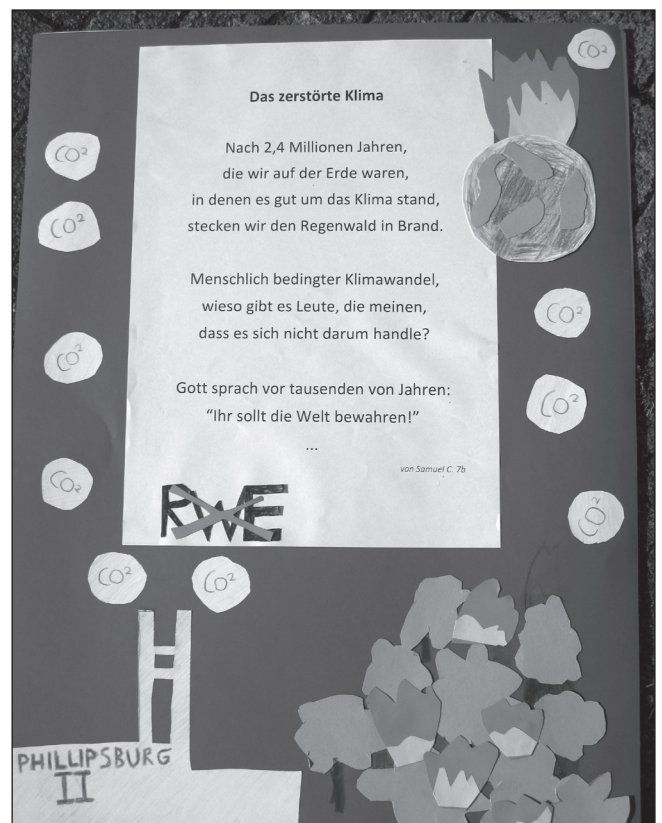 CO²
Das zerstörte Klima
CO²
Nach 2,4 Millionen Jahren,
die wir auf der Erde waren,
in denen es gut um das Klima stand,
stecken wir den Regenwald in Brand.
CO²
Menschlich bedingter Klimawandel,
wieso gibt es Leute, die meinen,
dass es sich nicht darum handle?
CO²
CO²
Gott sprach vor tausenden von Jahren:
“Ihr sollt die Welt bewahren!”
...
CO²
von Samuel C. 7b
CO₂
RWE
CO²
CO²
CO²
PHILLIPSBURG
II